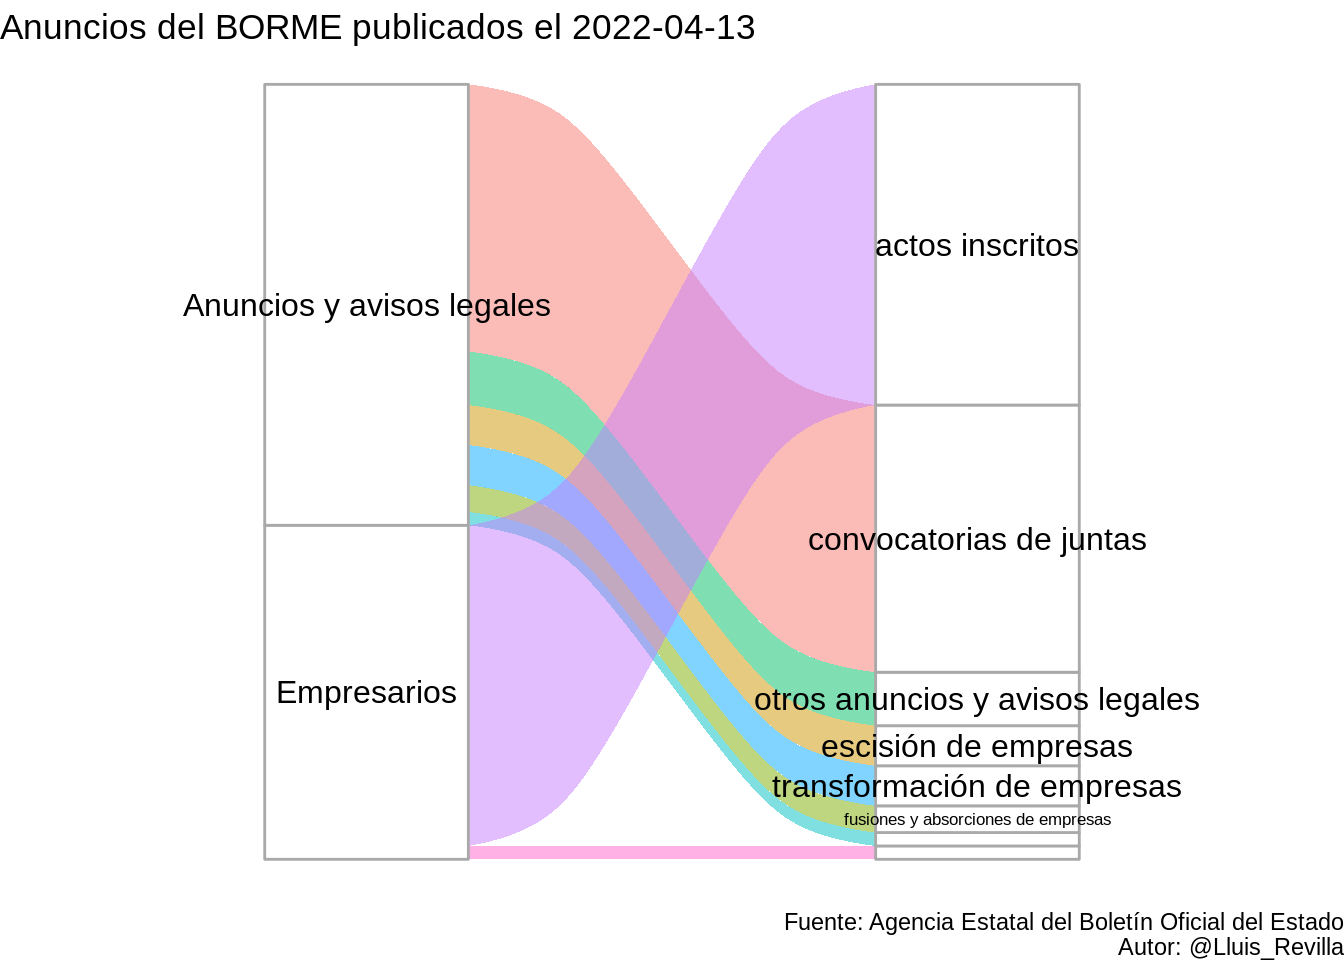 Anuncios del BORME publicados el 2022-04-13
actos inscritos
Anuncios y avisos legales
convocatorias de juntas
Empresarios
otros anuncios y avisos legales
escisión de empresas
transformación de empresas
fusiones y absorciones de empresas
Fuente: Agencia Estatal del Boletín Oficial del Estado
Autor: @Lluis_Revilla